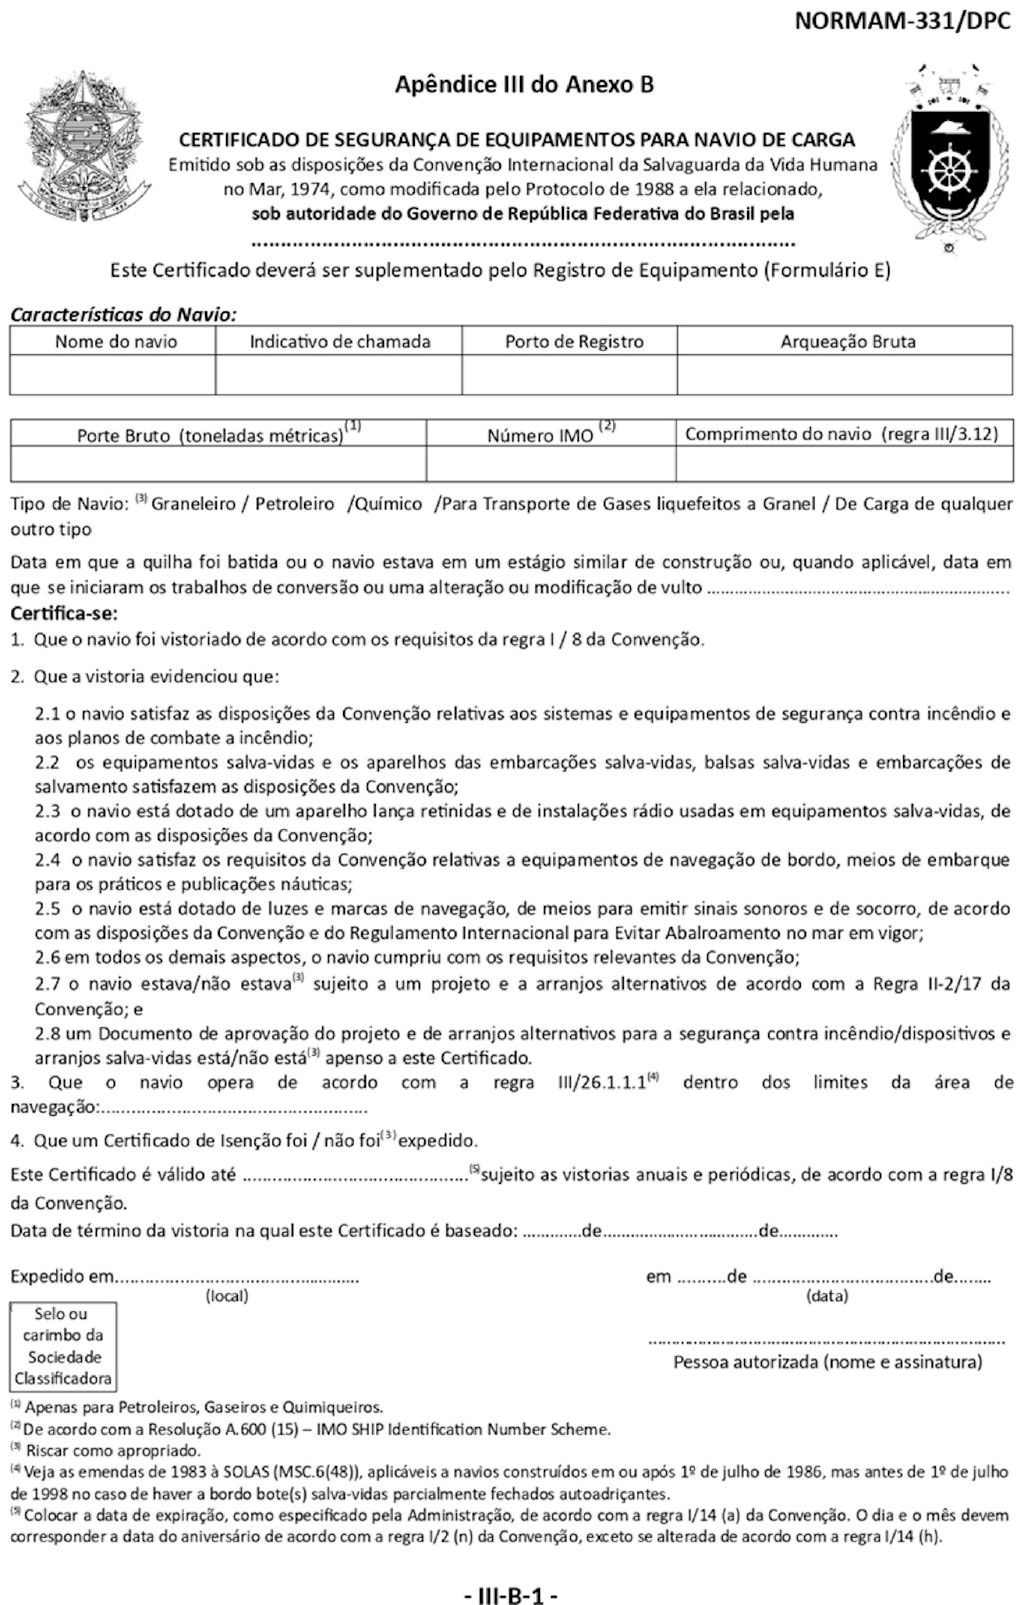 NORMAM-331/DPC
Apêndice III do Anexo B
CERTIFICADO DE SEGURANÇA DE EQUIPAMENTOS PARA NAVIO DE CARGA
Emitido sob as disposições da Convenção Internacional da Salvaguarda da Vida Humana
no Mar, 1974, como modificada pelo Protocolo de 1988 a ela relacionado,
sob autoridade do Governo de República Federativa do Brasil pela
..........................................................................................
Este Certificado deverá ser suplementado pelo Registro de Equipamento (Formulário E)
Características do Navio:
Nome do navio Indicativo de chamada Porto de Registro Arqueação Bruta
Porte Bruto (toneladas métricas)(1) Número IMO (2) Comprimento do navio (regra III/3.12)
Tipo de Navio: (3) Graneleiro / Petroleiro /Químico /Para Transporte de Gases liquefeitos a Granel / De Carga de qualquer
outro tipo
Data em que a quilha foi batida ou o navio estava em um estágio similar de construção ou, quando aplicável, data em
que se iniciaram os trabalhos de conversão ou uma alteração ou modificação de vulto ..............................................................
Certifica-se:
1. Que o navio foi vistoriado de acordo com os requisitos da regra I / 8 da Convenção.
2. Que a vistoria evidenciou que:
2.1 o navio satisfaz as disposições da Convenção relativas aos sistemas e equipamentos de segurança contra incêndio e
aos planos de combate a incêndio;
2.2 os equipamentos salva-vidas e os aparelhos das embarcações salva-vidas, balsas salva-vidas e embarcações de
salvamento satisfazem as disposições da Convenção;
2.3 o navio está dotado de um aparelho lança retinidas e de instalações rádio usadas em equipamentos salva-vidas, de
acordo com as disposições da Convenção;
2.4 o navio satisfaz os requisitos da Convenção relativas a equipamentos de navegação de bordo, meios de embarque
para os práticos e publicações náuticas;
2.5 o navio está dotado de luzes e marcas de navegação, de meios para emitir sinais sonoros e de socorro, de acordo
com as disposições da Convenção e do Regulamento Internacional para Evitar Abalroamento no mar em vigor;
2.6 em todos os demais aspectos, o navio cumpriu com os requisitos relevantes da Convenção;
2.7 o navio estava/não estava(3) sujeito a um projeto e a arranjos alternativos de acordo com a Regra II-2/17 da
Convenção; e
2.8 um Documento de aprovação do projeto e de arranjos alternativos para a segurança contra incêndio/dispositivos e
arranjos salva-vidas está/não está(3) apenso a este Certificado.
3. Que o navio opera de acordo com a regra III/26.1.1.1(4) dentro dos limites da área de
navegação:.....................................................
4. Que um Certificado de Isenção foi / não foi(3) expedido.
Este Certificado é válido até ..............................................(5)sujeito as vistorias anuais e periódicas, de acordo com a regra I/8
da Convenção.
Data de término da vistoria na qual este Certificado é baseado: ............de................................de............
Expedido em................................................. em ..........de .....................................de........
(local) (data)
Selo ou
carimbo da
Sociedade
Classificadora
..........................................................................
Pessoa autorizada (nome e assinatura)
(1) Apenas para Petroleiros, Gaseiros e Quimiqueiros.
(2) De acordo com a Resolução A.600 (15) – IMO SHIP Identification Number Scheme.
(3) Riscar como apropriado.
(4) Veja as emendas de 1983 à SOLAS (MSC.6(48)), aplicáveis a navios construídos em ou após 1º de julho de 1986, mas antes de 1º de julho
de 1998 no caso de haver a bordo bote(s) salva-vidas parcialmente fechados autoadriçantes.
(5) Colocar a data de expiração, como especificado pela Administração, de acordo com a regra I/14 (a) da Convenção. O dia e o mês devem
corresponder a data do aniversário de acordo com a regra I/2 (n) da Convenção, exceto se alterada de acordo com a regra I/14 (h).
- III-B-1 -